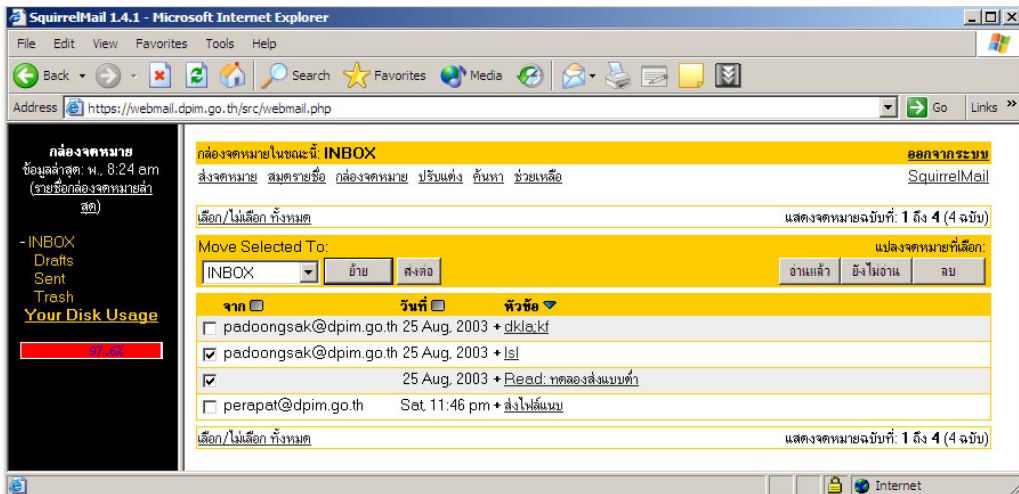 SquirrelMail 1.4.1 - Microsoft Internet Explorer
File Edit View Favorites Tools Help
Back Search Favorites Media
Address https://webmail.dpim.go.th/src/webmail.php Go Links »
กล่องจดหมาย
ข้อมูลล่าสุด: พ., 8:24 am
(รายชื่อกล่องจดหมายล่า
สุด)
- INBOX
Drafts
Sent
Trash
Your Disk Usage
97.6%
กล่องจดหมายในขณะนี้: INBOX ออกจากระบบ
ส่งจดหมาย สมุดรายชื่อ กล่องจดหมาย ปรับแต่ง ค้นหา ช่วยเหลือ SquirrelMail
เลือก/ไม่เลือก ทั้งหมด แสดงจดหมายฉบับที่: 1 ถึง 4 (4 ฉบับ)
Move Selected To: แปลงจดหมายที่เลือก:
INBOX ย้าย ส่งต่อ อ่านแล้ว ยังไม่อ่าน ลบ
จาก วันที่ หัวข้อ
padoongsak@dpim.go.th 25 Aug, 2003 + dkla;kf
padoongsak@dpim.go.th 25 Aug, 2003 + lsl
25 Aug, 2003 + Read: ทดลองส่งแบบต่ำ
perapat@dpim.go.th Sat, 11:46 pm + ส่งไฟล์แนบ
เลือก/ไม่เลือก ทั้งหมด แสดงจดหมายฉบับที่: 1 ถึง 4 (4 ฉบับ)
Internet